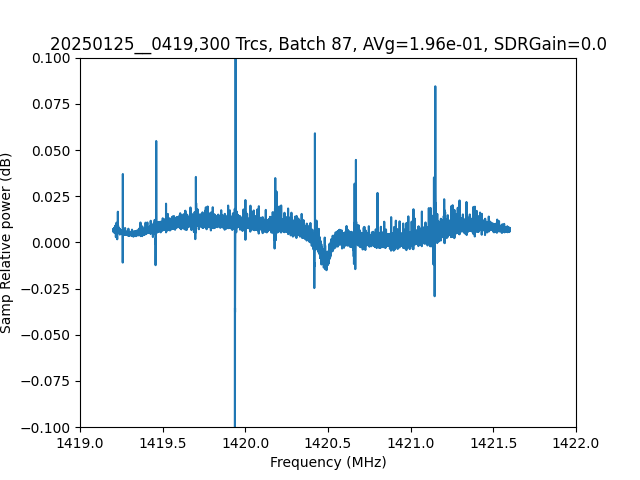 20250125__0419,300 Trcs, Batch 87, AVg=1.96e-01, SDRGain=0.0
0.100
0.075
0.050
0.025
0.000
−0.025
−0.050
−0.075
−0.100
Samp Relative power (dB)
1419.0 1419.5 1420.0 1420.5 1421.0 1421.5 1422.0
Frequency (MHz)